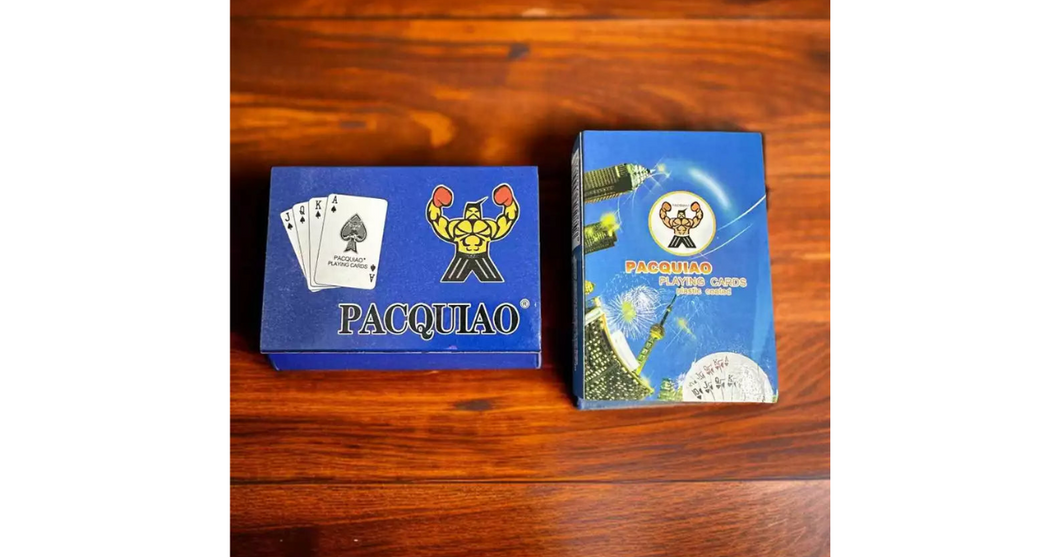 J
Q
K
A
PACQUIAO®
PLAYING CARDS
A
PACQUIAO®
PACQUIAO
PLAYING CARDS
plastic coated